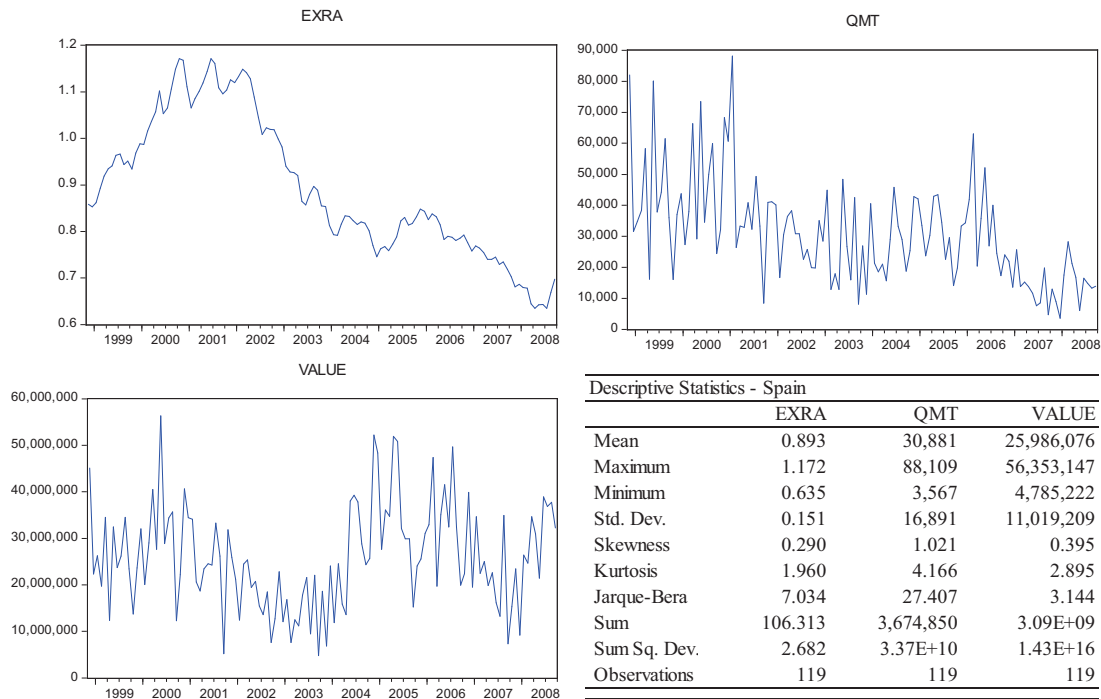 EXRA
1.2
1.1
1.0
0.9
0.8
0.7
0.6
1999 2000 2001 2002 2003 2004 2005 2006 2007 2008
QMT
90,000
80,000
70,000
60,000
50,000
40,000
30,000
20,000
10,000
0
1999 2000 2001 2002 2003 2004 2005 2006 2007 2008
VALUE
60,000,000
50,000,000
40,000,000
30,000,000
20,000,000
10,000,000
0
1999 2000 2001 2002 2003 2004 2005 2006 2007 2008
Descriptive Statistics - Spain
EXRA QMT VALUE
Mean 0.893 30,881 25,986,076
Maximum 1.172 88,109 56,353,147
Minimum 0.635 3,567 4,785,222
Std. Dev. 0.151 16,891 11,019,209
Skewness 0.290 1.021 0.395
Kurtosis 1.960 4.166 2.895
Jarque-Bera 7.034 27.407 3.144
Sum 106.313 3,674,850 3.09E+09
Sum Sq. Dev. 2.682 3.37E+10 1.43E+16
Observations 119 119 119